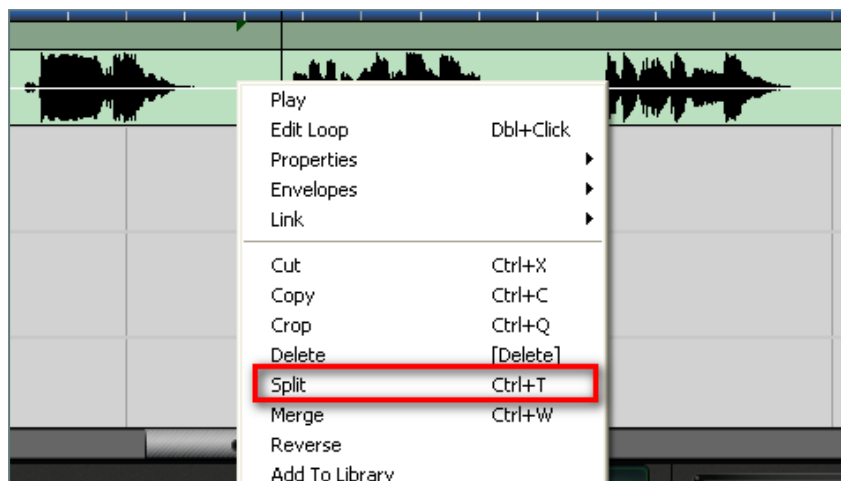 Play
Edit Loop Dbl+Click
Properties
Envelopes
Link
Cut Ctrl+X
Copy Ctrl+C
Crop Ctrl+Q
Delete [Delete]
Split Ctrl+T
Merge Ctrl+W
Reverse
Add To Library